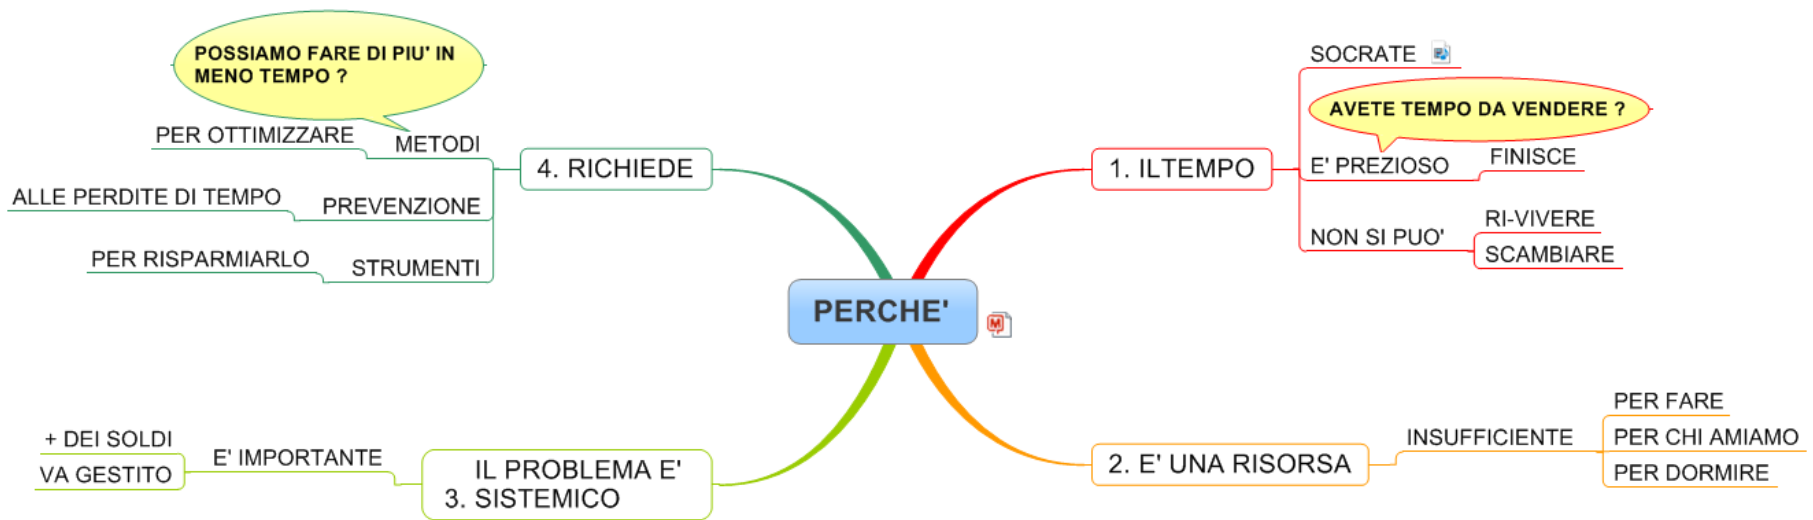 PERCHE'
1. ILTEMPO
SOCRATE
AVETE TEMPO DA VENDERE ?
E' PREZIOSO
FINISCE
NON SI PUO'
RI-VIVERE
SCAMBIARE
2. E' UNA RISORSA
INSUFFICIENTE
PER FARE
PER CHI AMIAMO
PER DORMIRE
IL PROBLEMA E'
3. SISTEMICO
E' IMPORTANTE
+ DEI SOLDI
VA GESTITO
4. RICHIEDE
POSSIAMO FARE DI PIU' IN
MENO TEMPO ?
METODI
PER OTTIMIZZARE
PREVENZIONE
ALLE PERDITE DI TEMPO
STRUMENTI
PER RISPARMIARLO
M